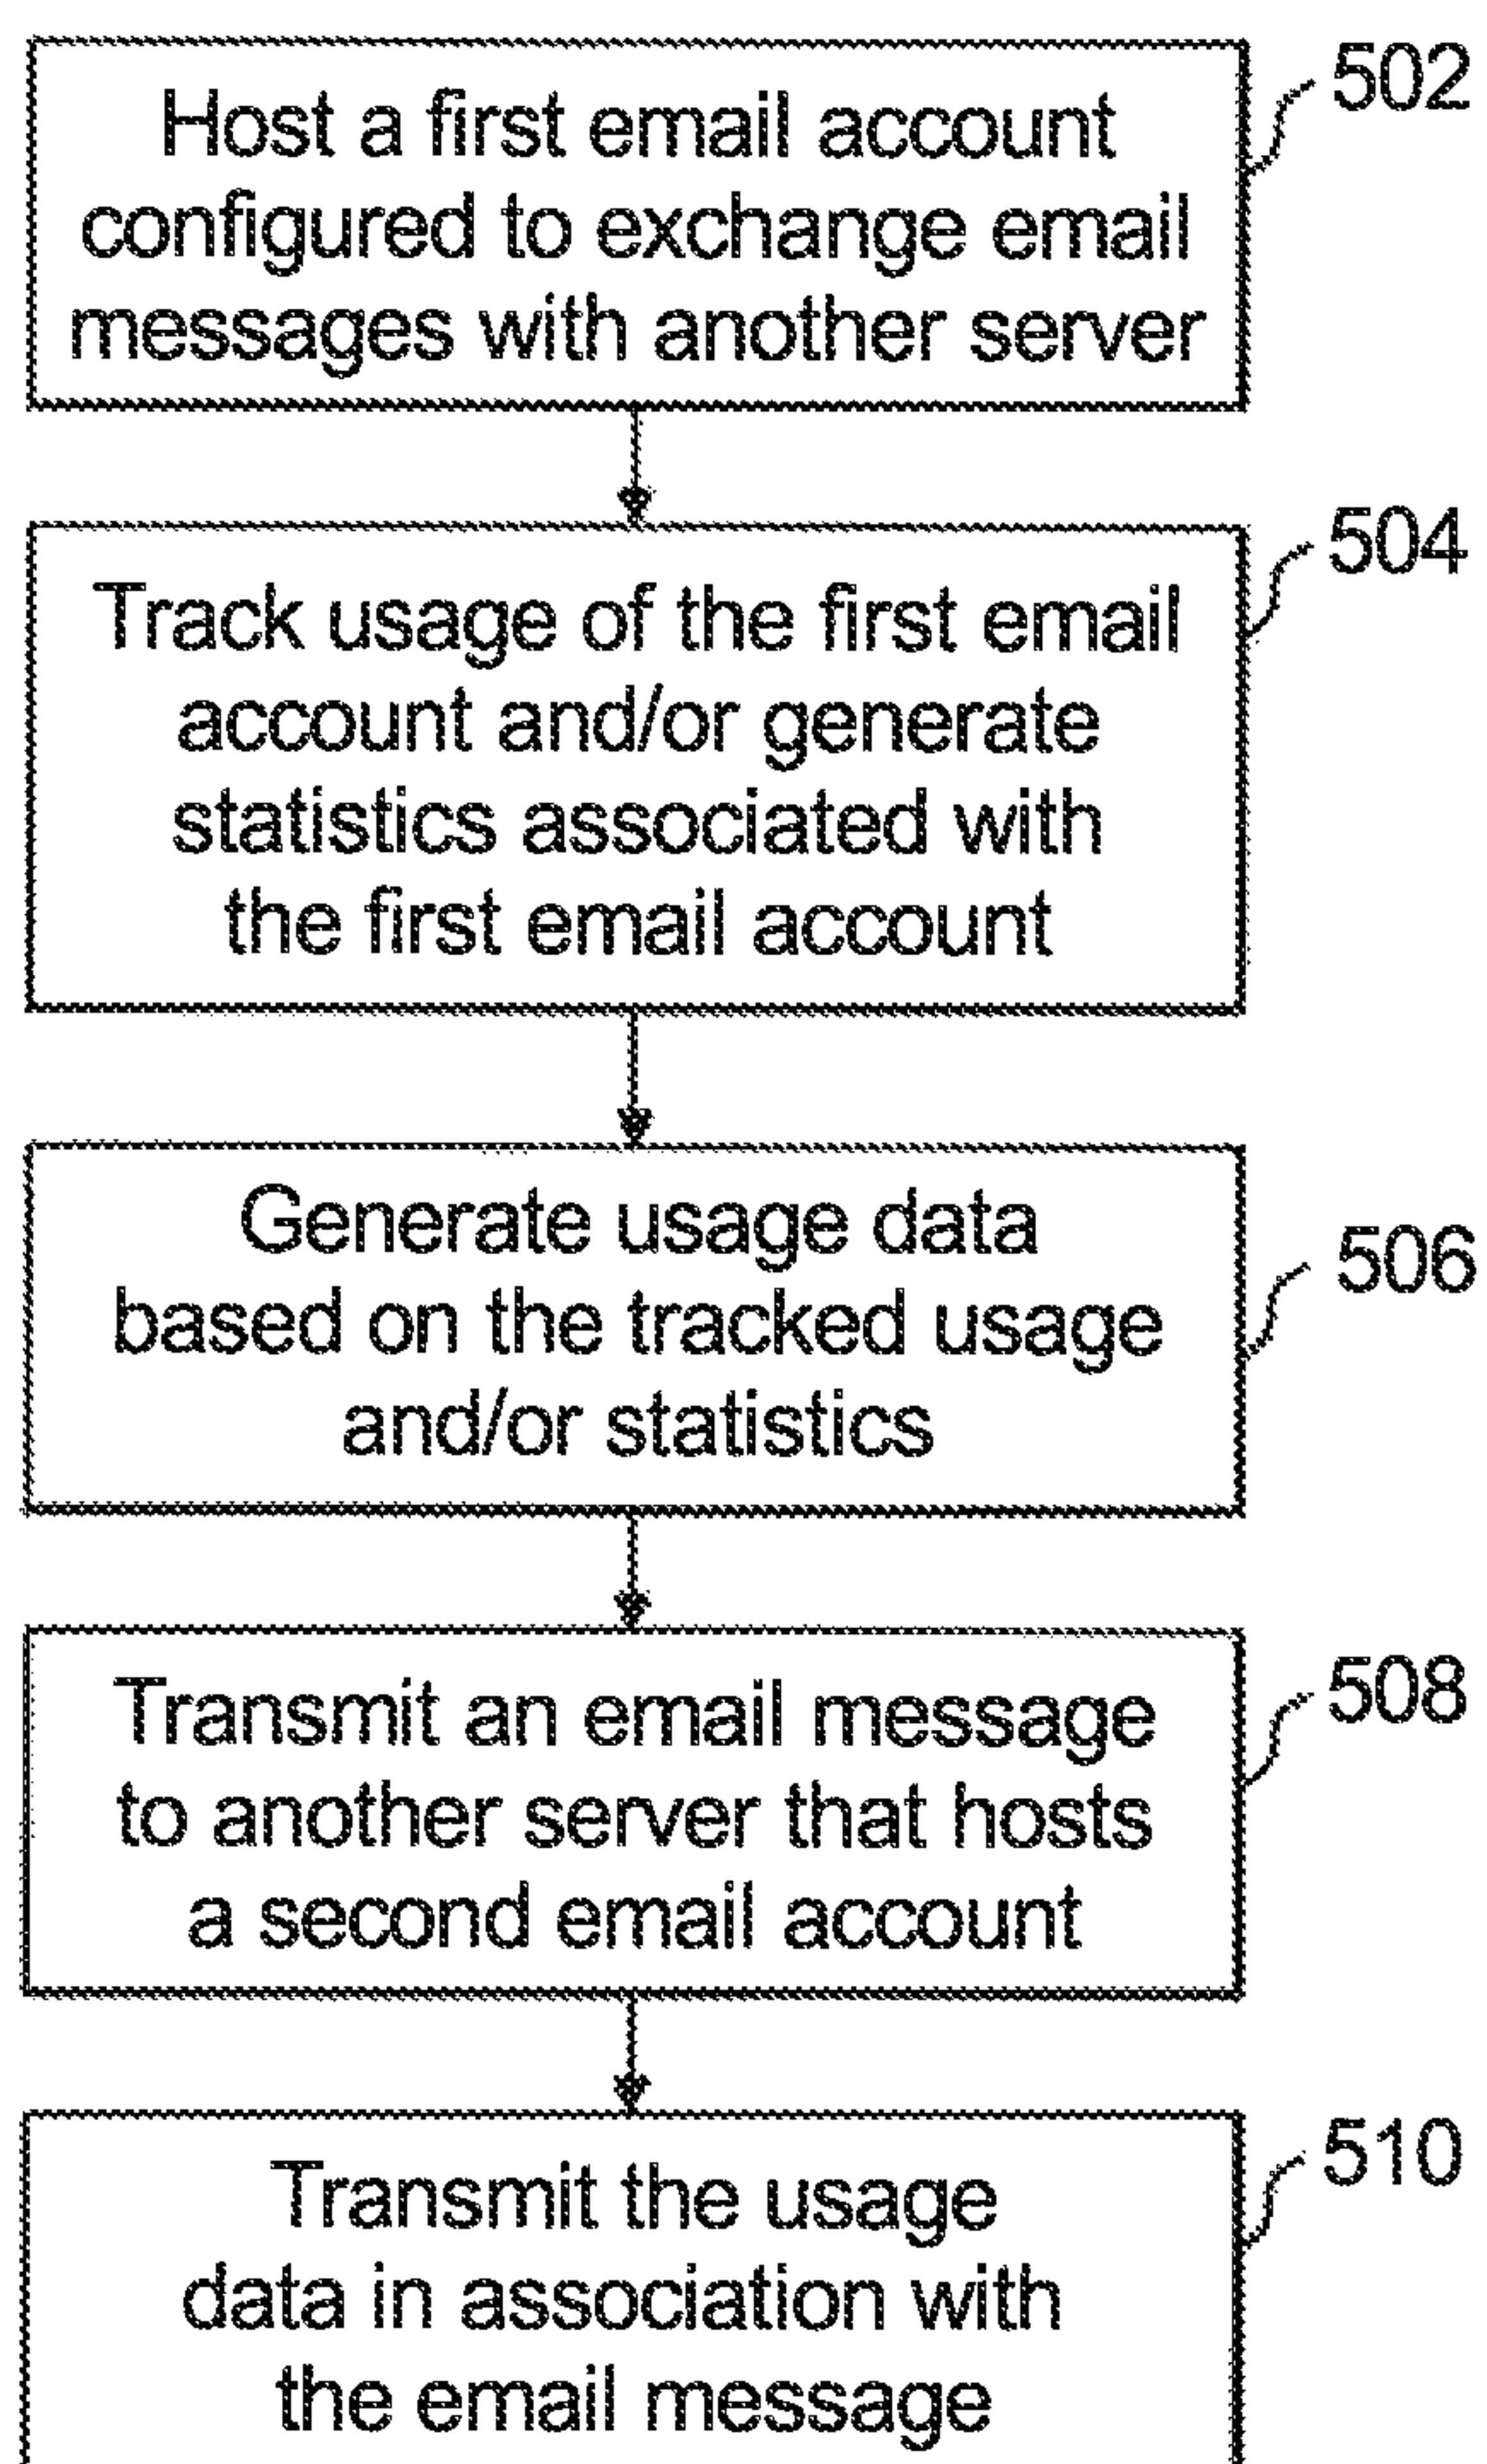 Host a first email account
configured to exchange email
messages with another server
502
Track usage of the first email
account and/or generate
statistics associated with
the first email account
504
Generate usage data
based on the tracked usage
and/or statistics
506
Transmit an email message
to another server that hosts
a second email account
508
Transmit the usage
data in association with
the email message
510